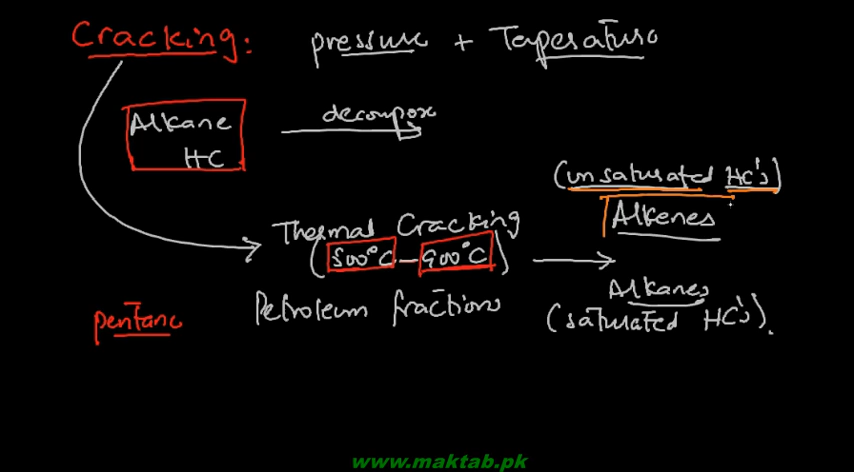 Cracking: pressure + Temperature
Alkane
HC
decompose
(unsaturated HC's)
Alkenes
Thermal Cracking
(500°C - 900°C)
Alkanes
Petroleum fractions
(saturated HC's).
pentane
www.maktab.pk